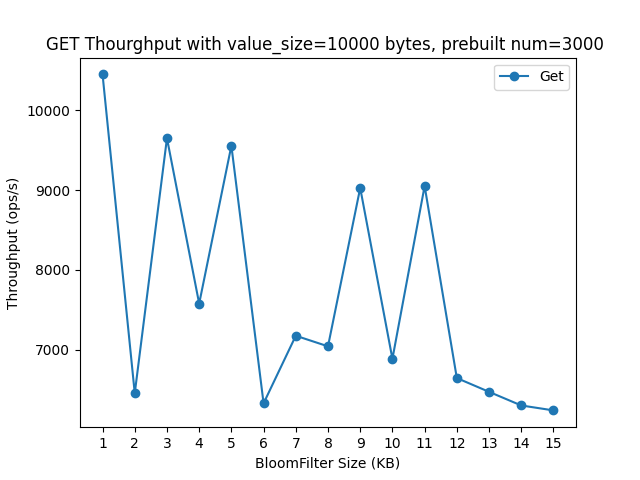 GET Thourghput with value_size=10000 bytes, prebuilt num=3000
Get
10000
9000
8000
7000
Throughput (ops/s)
1 2 3 4 5 6 7 8 9 10 11 12 13 14 15
BloomFilter Size (KB)